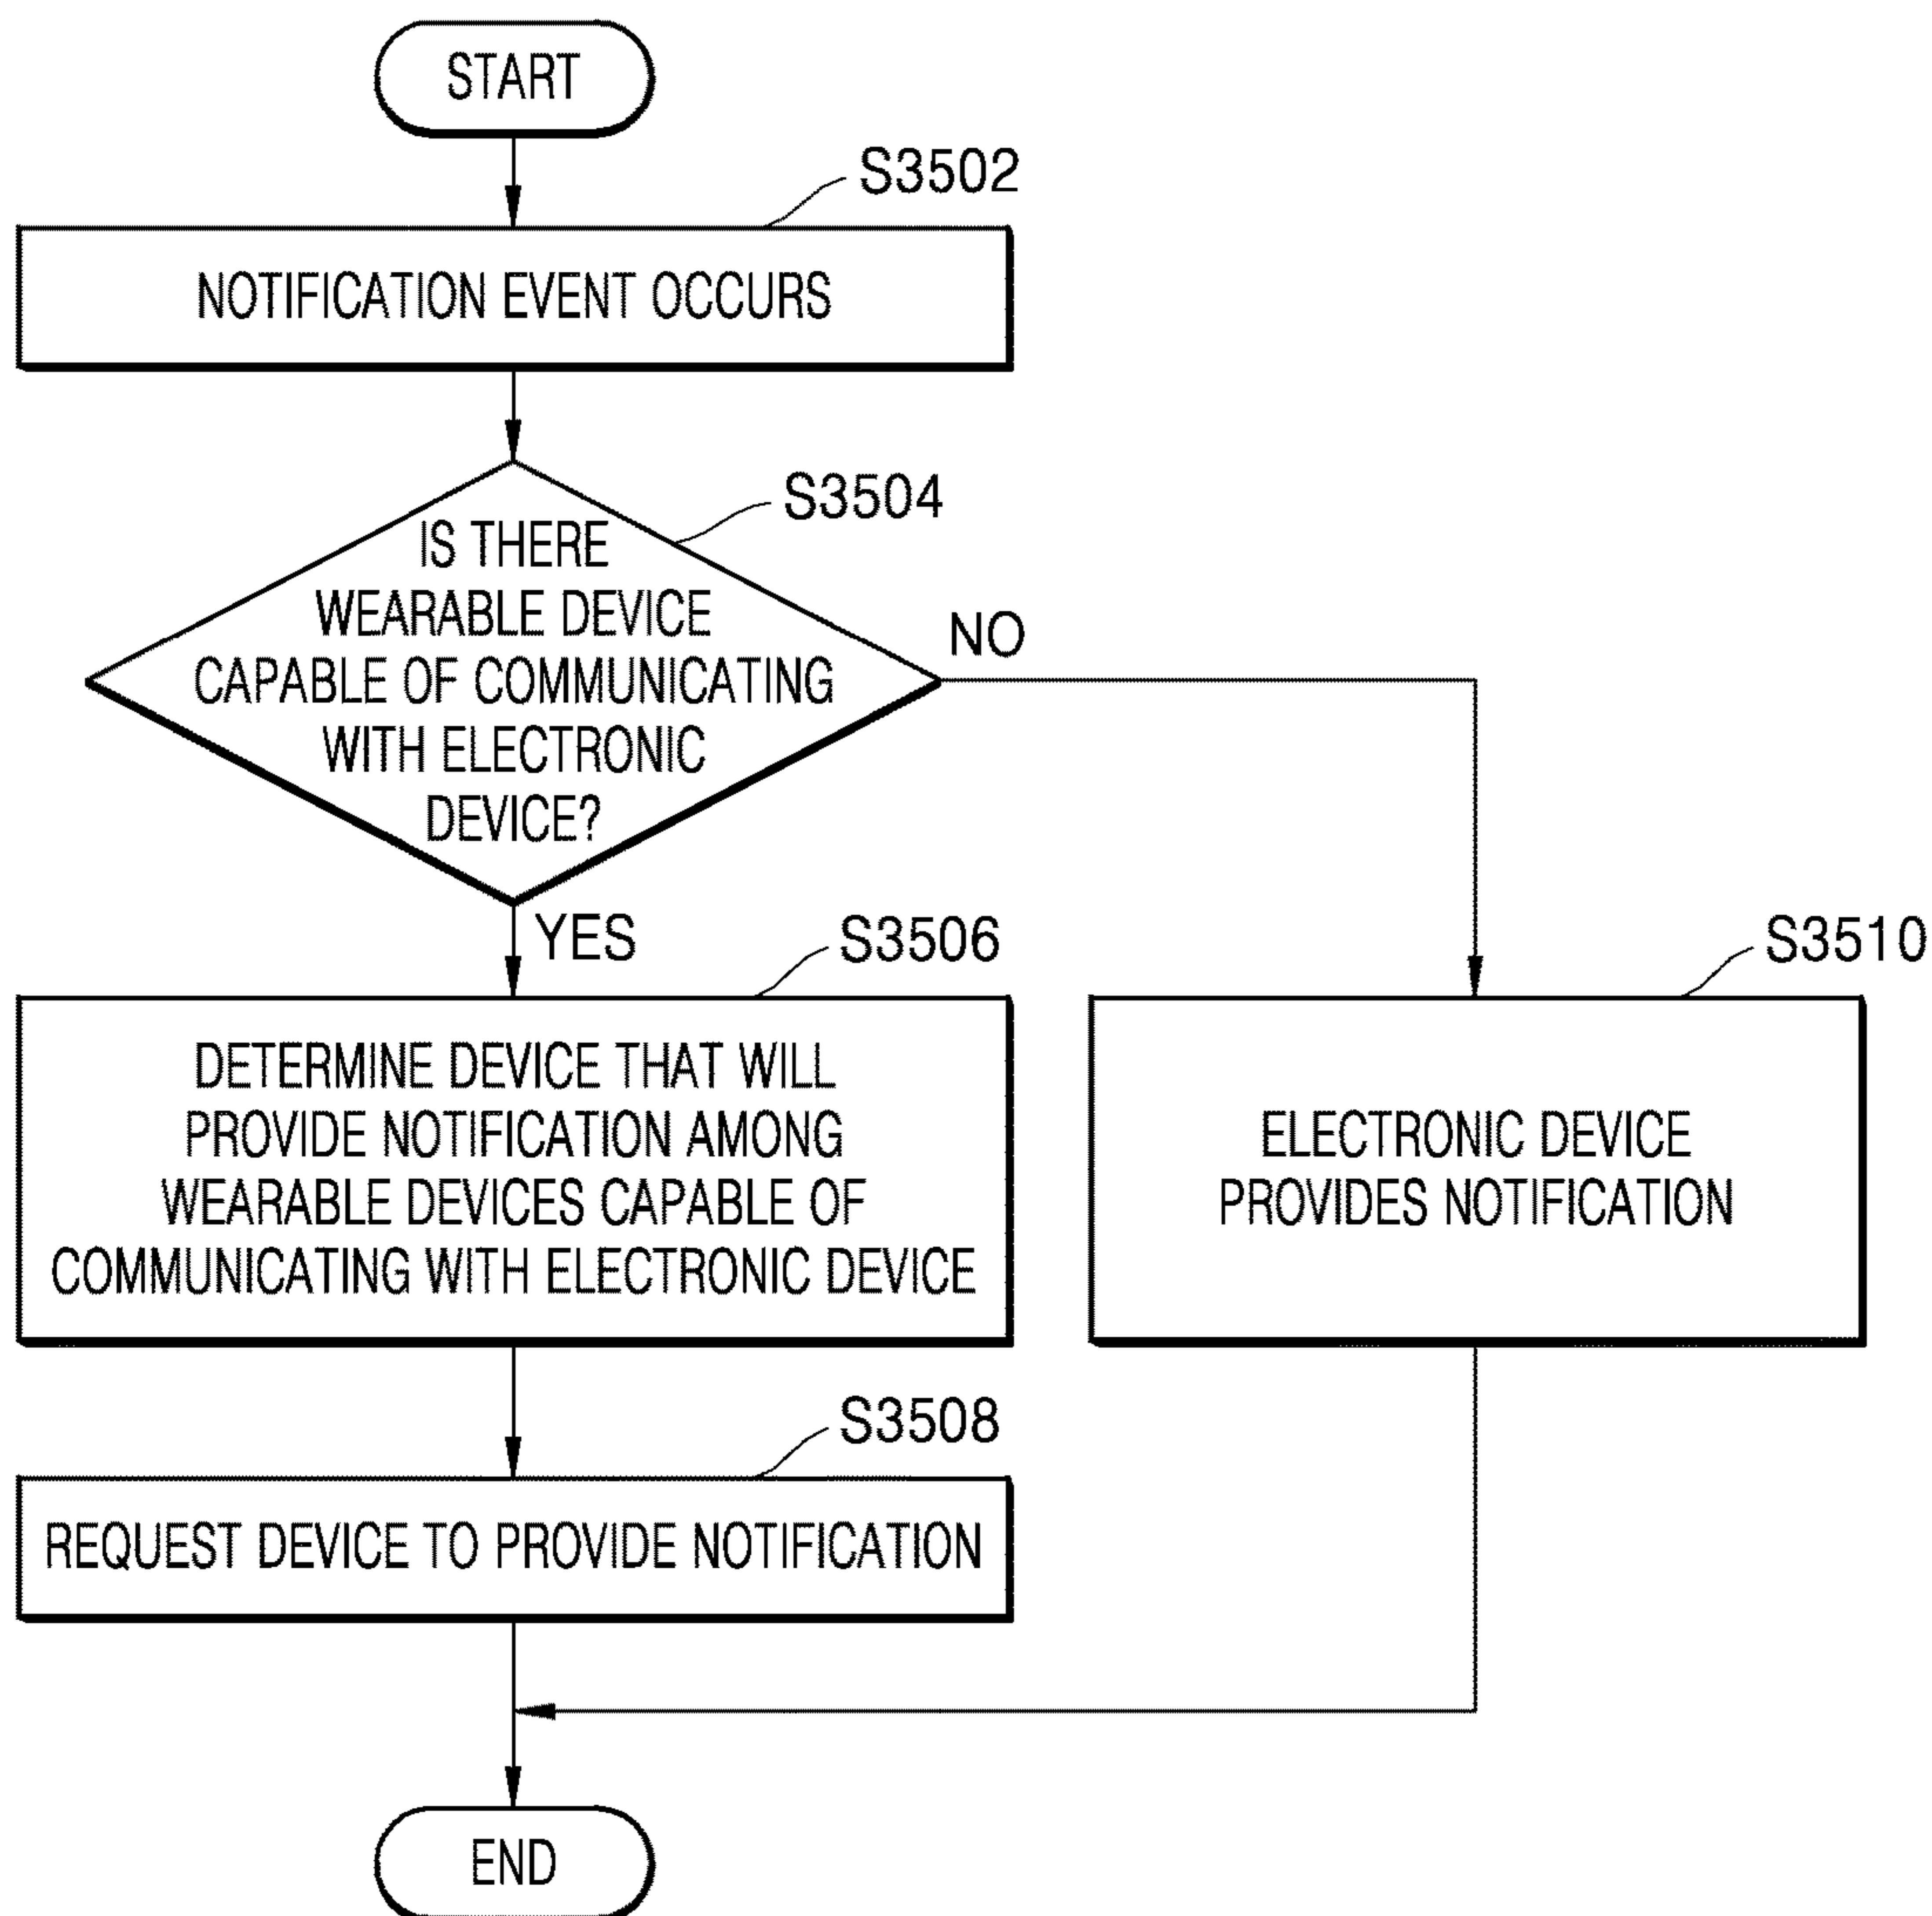 START
S3502
NOTIFICATION EVENT OCCURS
S3504
IS THERE
WEARABLE DEVICE
CAPABLE OF COMMUNICATING
WITH ELECTRONIC
DEVICE?
NO
YES
S3506
DETERMINE DEVICE THAT WILL
PROVIDE NOTIFICATION AMONG
WEARABLE DEVICES CAPABLE OF
COMMUNICATING WITH ELECTRONIC DEVICE
S3510
ELECTRONIC DEVICE
PROVIDES NOTIFICATION
S3508
REQUEST DEVICE TO PROVIDE NOTIFICATION
END